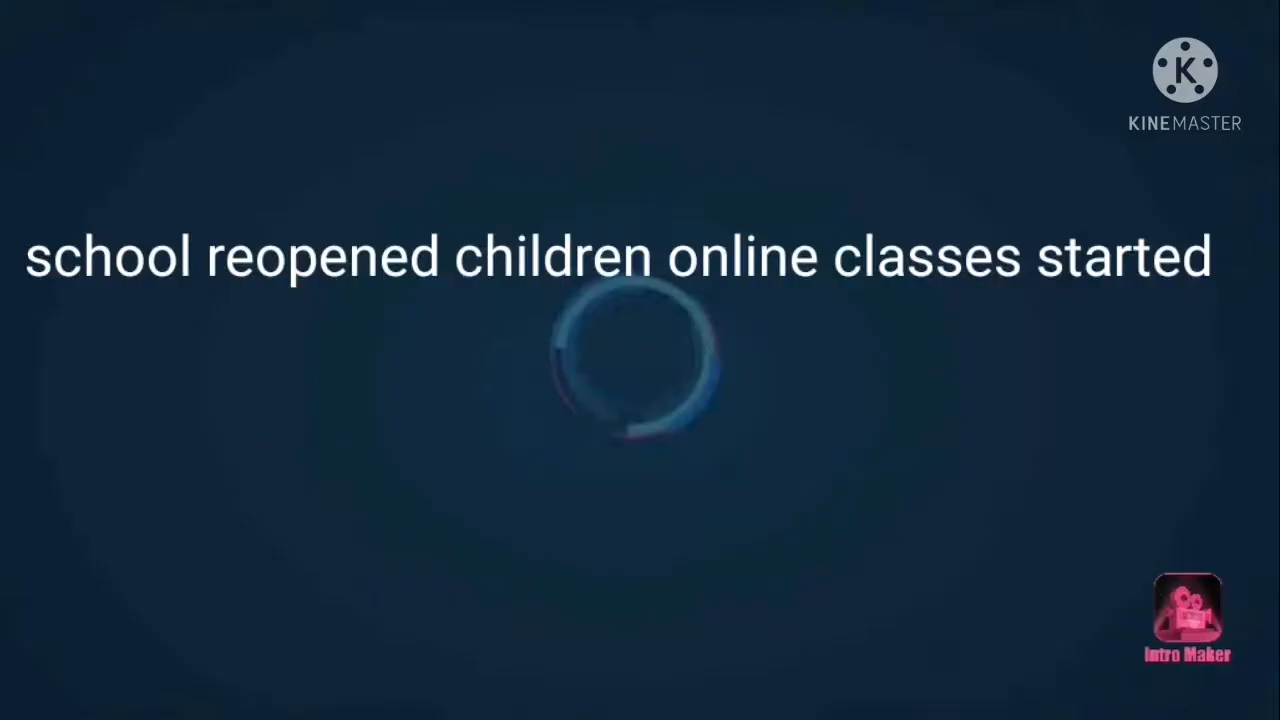 K
KINEMASTER
school reopened children online classes started
Intro Maker